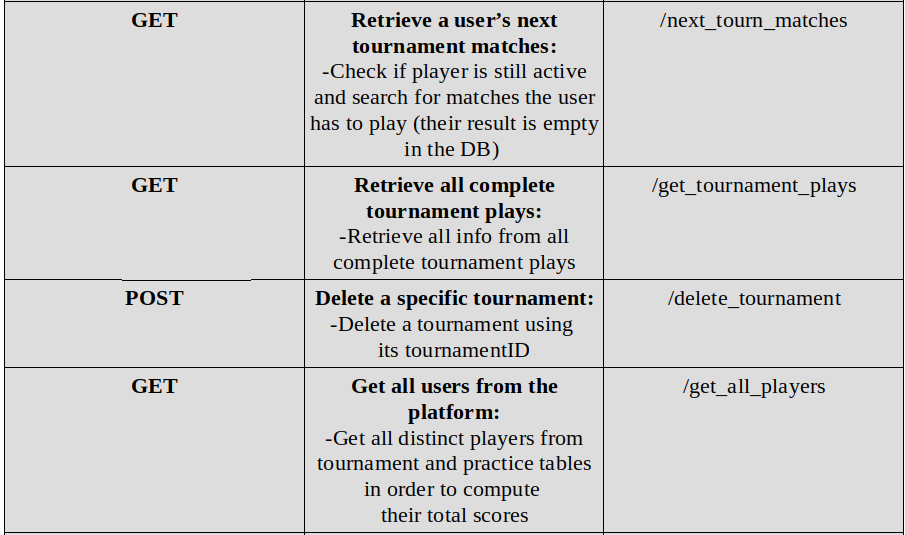 GET
Retrieve a user’s next
tournament matches:
-Check if player is still active
and search for matches the user
has to play (their result is empty
in the DB)
/next_tourn_matches
GET
Retrieve all complete
tournament plays:
-Retrieve all info from all
complete tournament plays
/get_tournament_plays
POST
Delete a specific tournament:
-Delete a tournament using
its tournamentID
/delete_tournament
GET
Get all users from the
platform:
-Get all distinct players from
tournament and practice tables
in order to compute
their total scores
/get_all_players